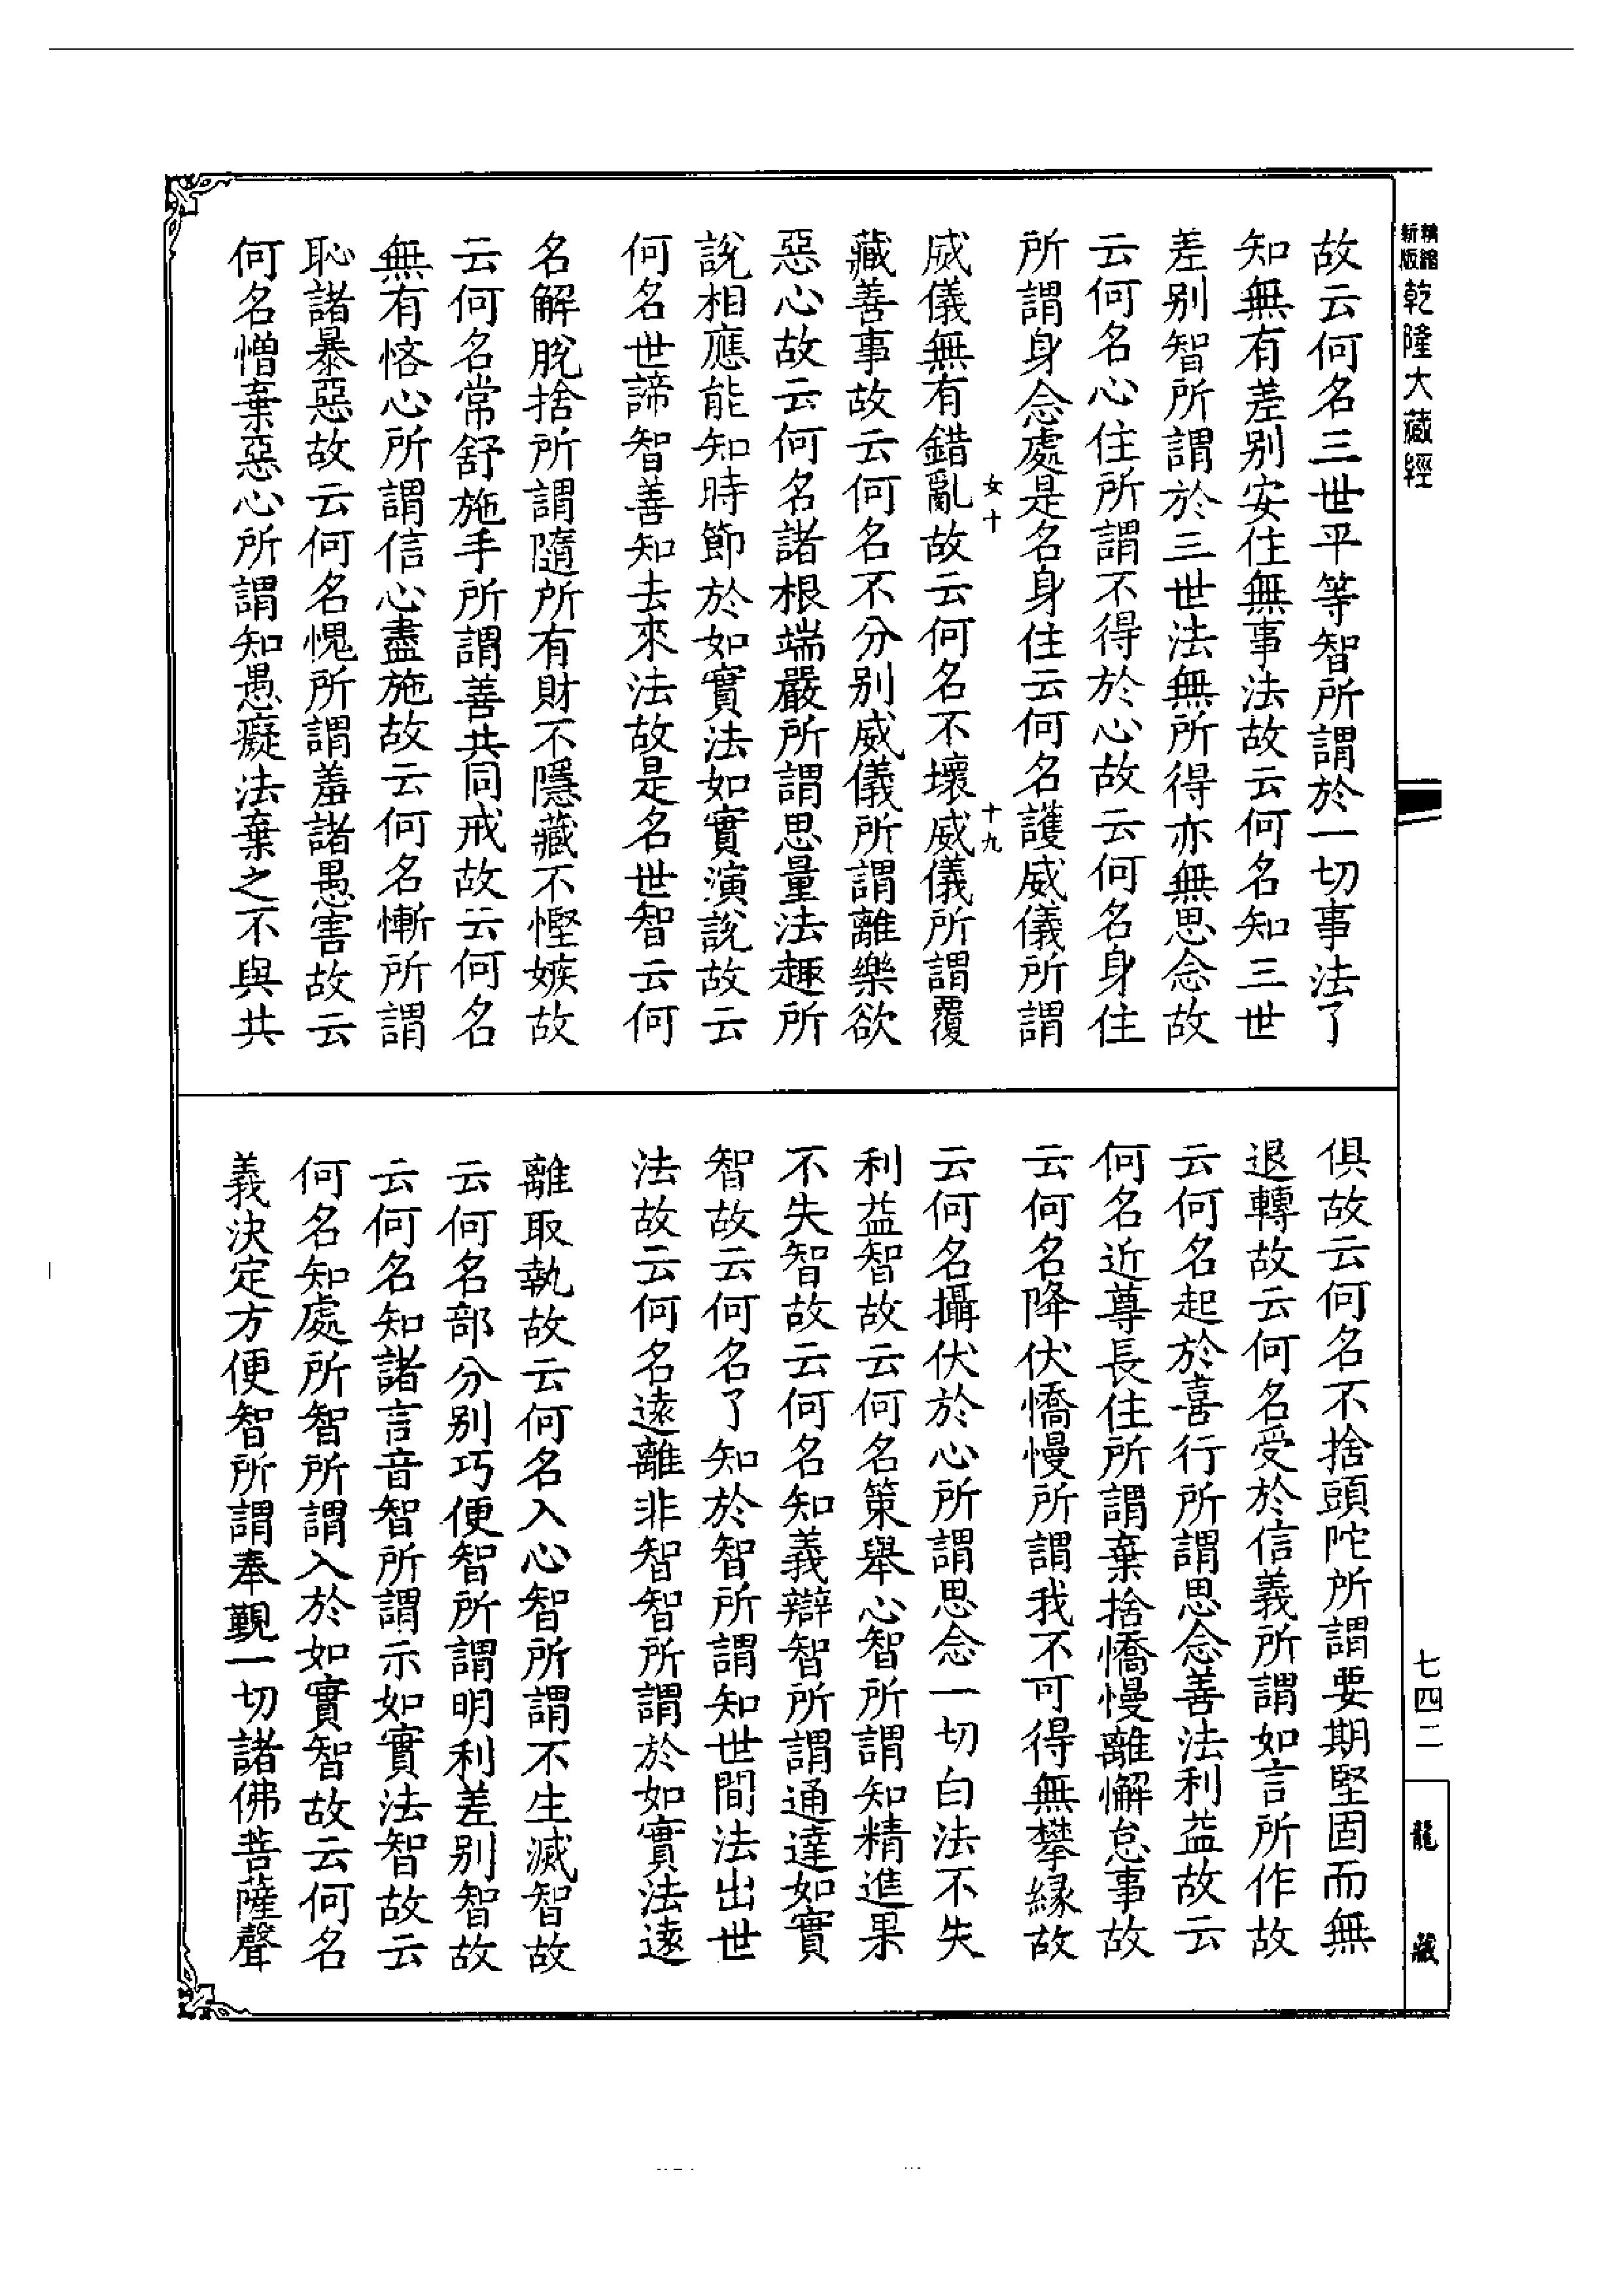 精縮新版乾隆大藏經
故云何名三世平等智所謂於一切事法了
知無有差别安住無事法故云何名知三世
差别智所謂於三世法無所得亦無思念故
云何名心住所謂不得於心故云何名身住
所謂身念處是名身住云何名護威儀所謂
女十 十九
威儀無有錯亂故云何名不壞威儀所謂覆
藏善事故云何名不分别威儀所謂離樂欲
惡心故云何名諸根端嚴所謂思量法趣所
說相應能知時節於如實法如實演說故云
何名世諦智善知去來法故是名世智云何
名解脫捨所謂隨所有財不隱藏不慳嫉故
云何名常舒施手所謂善共同戒故云何名
無有悋心所謂信心盡施故云何名慚所謂
恥諸暴惡故云何名愧所謂羞諸愚害故云
何名憎棄惡心所謂知愚癡法棄之不與共
俱故云何名不捨頭陀所謂要期堅固而無
退轉故云何名受於信義所謂如言所作故
云何名起於喜行所謂思念善法利益故云
何名近尊長住所謂棄捨憍慢離懈怠事故
云何名降伏憍慢所謂我不可得無攀緣故
云何名攝伏於心所謂思念一切白法不失
利益智故云何名策舉心智所謂知精進果
不失智故云何名知義辯智所謂通達如實
智故云何名了知於智所謂知世間法出世
法故云何名遠離非智智所謂於如實法遠
離取執故云何名入心智所謂不生滅智故
云何名部分别巧便智所謂明利差别智故
云何名知諸言音智所謂示如實法智故云
何名知處所智所謂入於如實智故云何名
義決定方便智所謂奉覲一切諸佛菩薩聲
七四二
龍藏